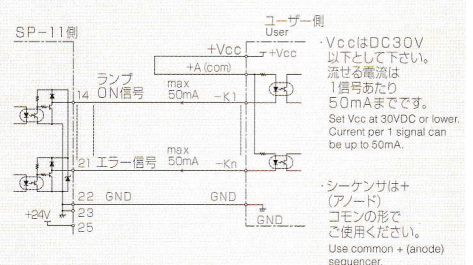 SP-11側
ユーザー側
User
+Vcc
+Vcc
+A (com)
ランプ
ON信号
max
50mA
14
-K1
21
エラー信号
max
50mA
-Kn
22 GND
GND
23
+24V
25
GND
・VccはDC30V
以下として下さい。
流せる電流は
1信号あたり
50mAまでです。
Set Vcc at 30VDC or lower.
Current per 1 signal can
be up to 50mA.
・シーケンサは+
(アノード)
コモンの形で
ご使用ください。
Use common + (anode)
sequencer.